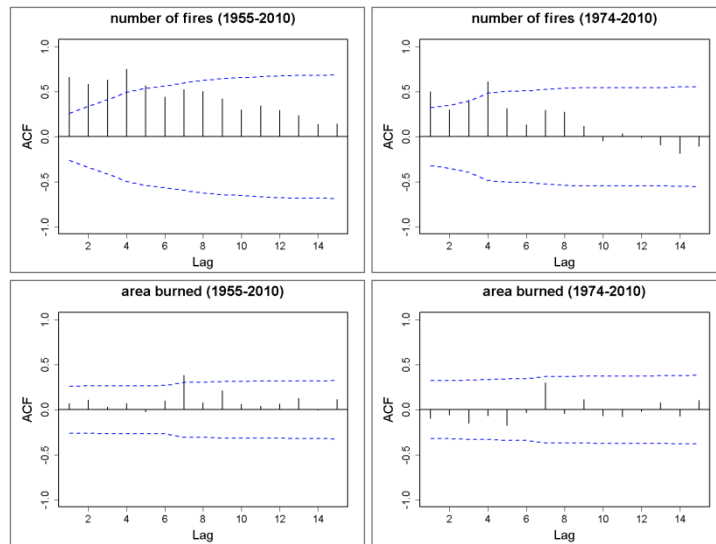 number of fires (1955-2010)
ACF
1.0
0.5
0.0
-0.5
-1.0
2 4 6 8 10 12 14
Lag
number of fires (1974-2010)
ACF
1.0
0.5
0.0
-0.5
-1.0
2 4 6 8 10 12 14
Lag
area burned (1955-2010)
ACF
1.0
0.5
0.0
-0.5
-1.0
2 4 6 8 10 12 14
Lag
area burned (1974-2010)
ACF
1.0
0.5
0.0
-0.5
-1.0
2 4 6 8 10 12 14
Lag